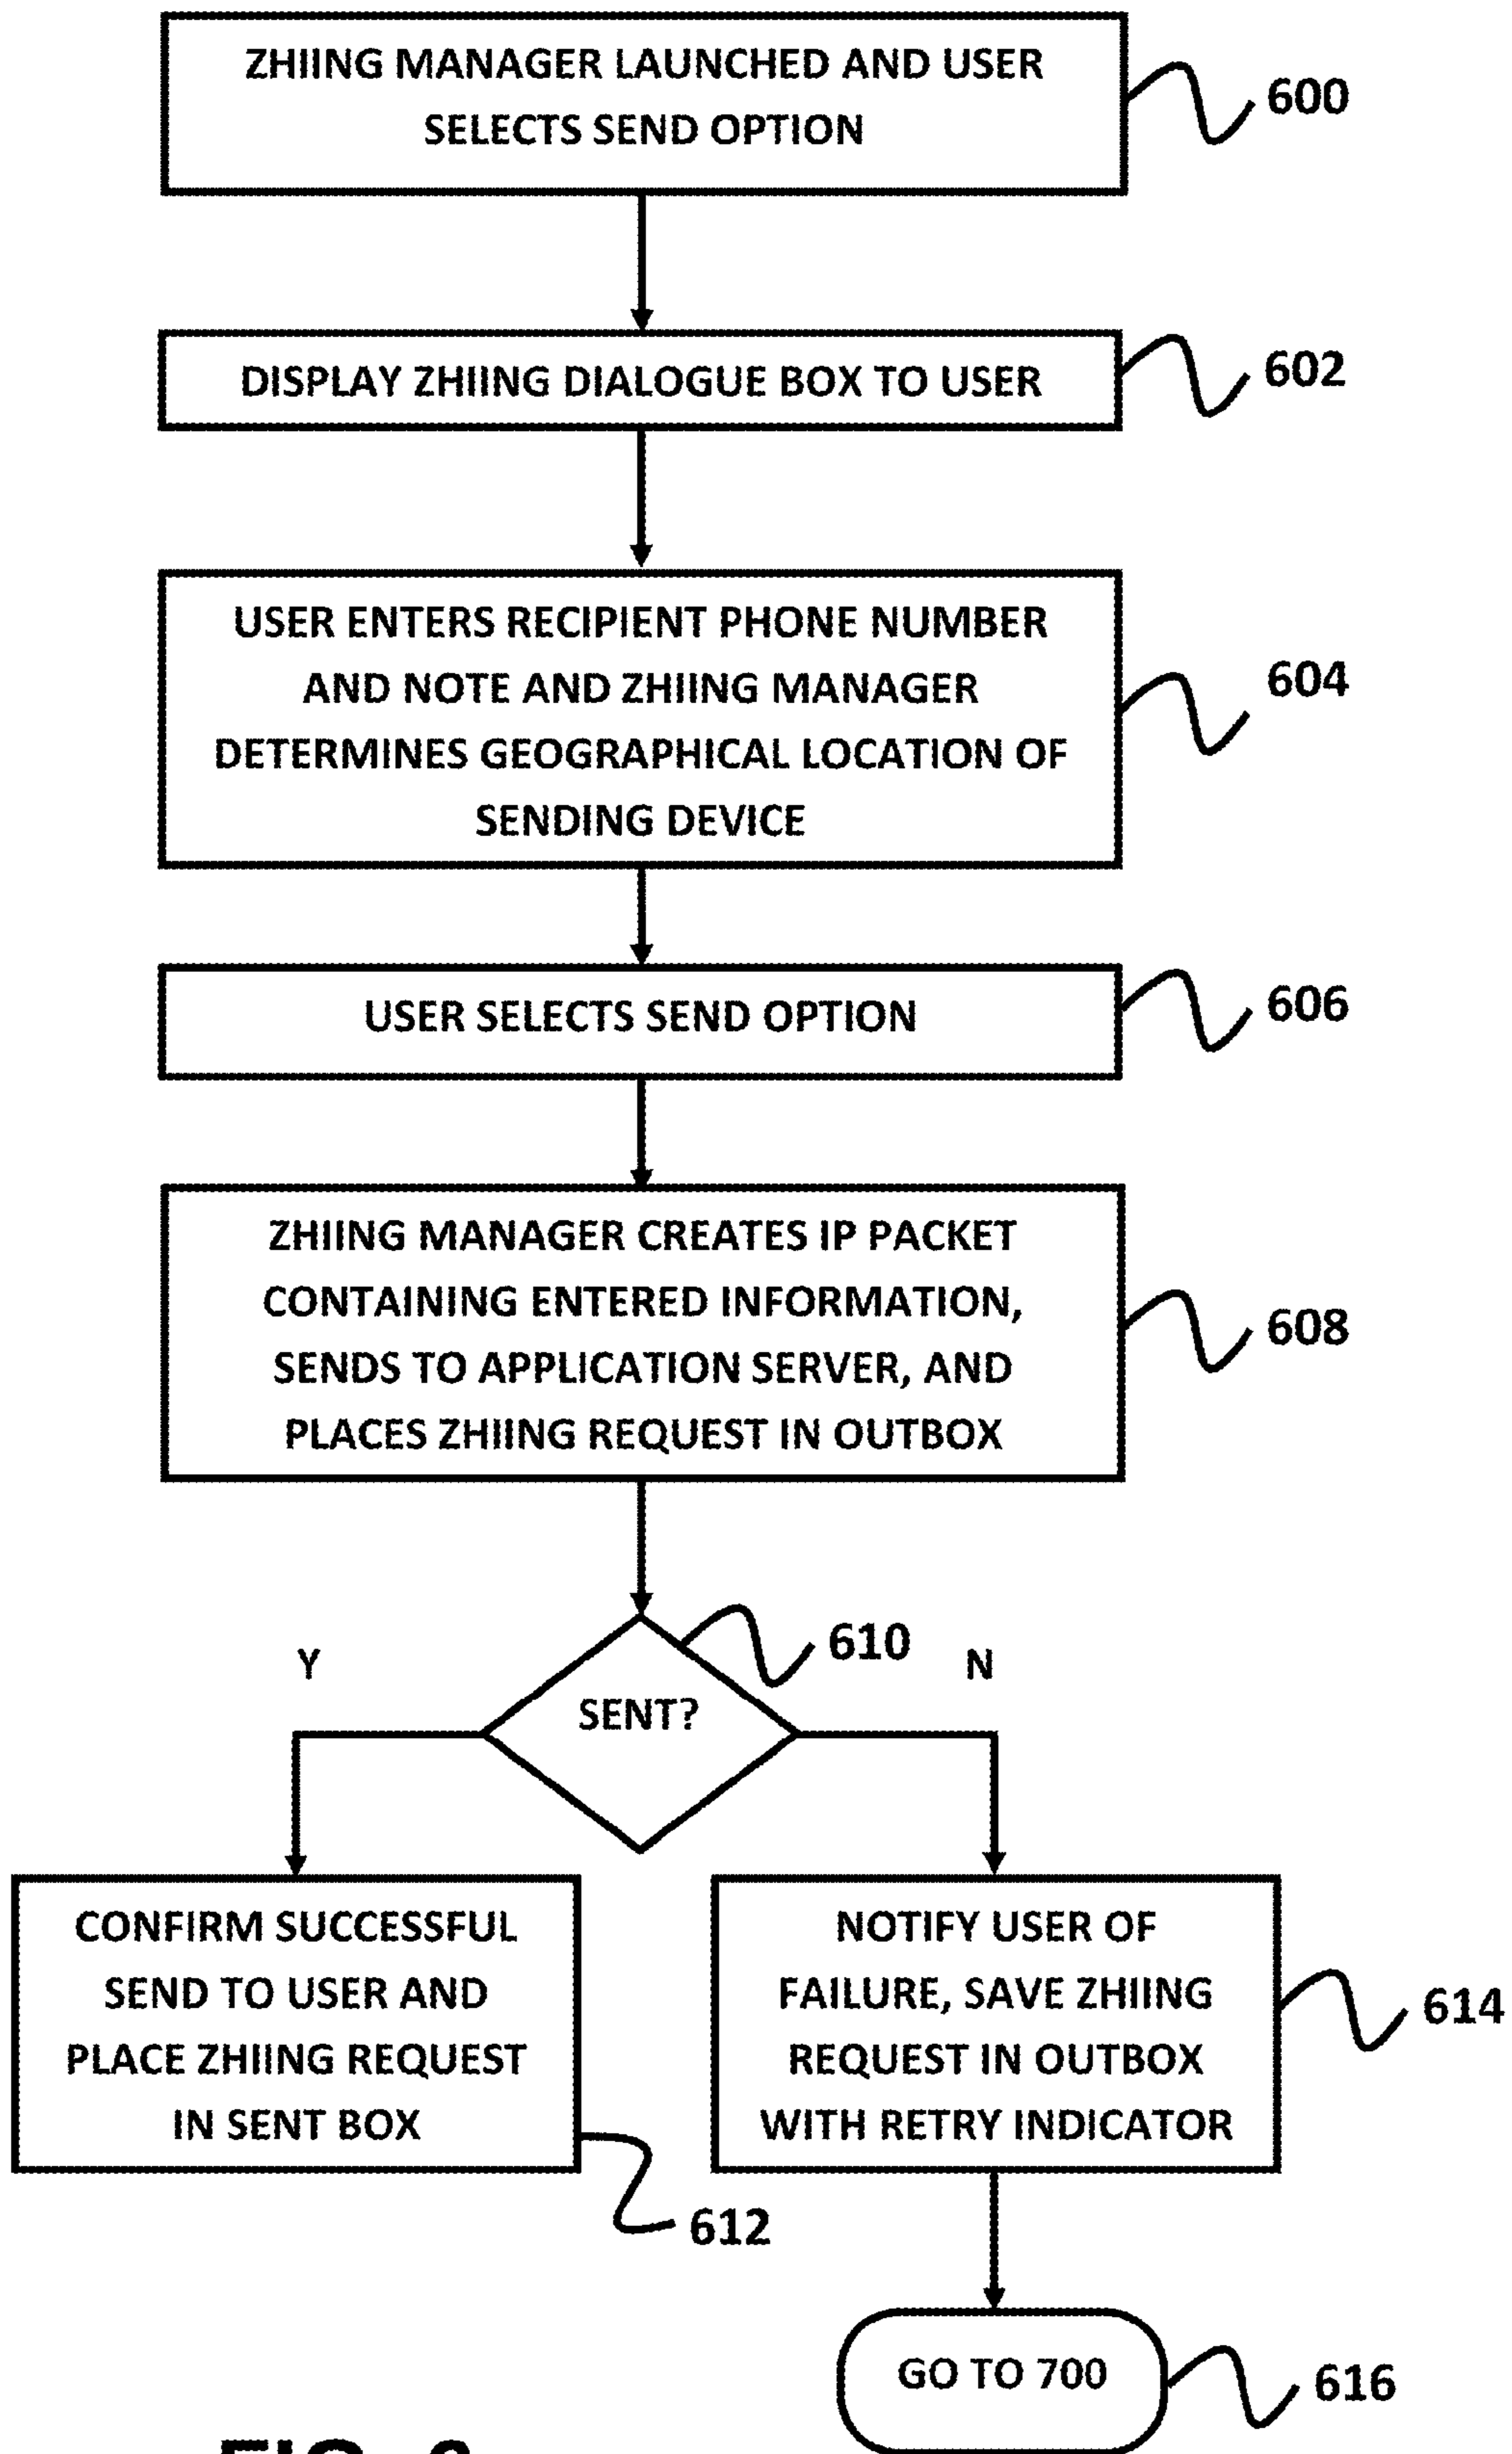 ZHIING MANAGER LAUNCHED AND USER
SELECTS SEND OPTION
600
DISPLAY ZHIING DIALOGUE BOX TO USER
602
USER ENTERS RECIPIENT PHONE NUMBER
AND NOTE AND ZHIING MANAGER
DETERMINES GEOGRAPHICAL LOCATION OF
SENDING DEVICE
604
USER SELECTS SEND OPTION
606
ZHIING MANAGER CREATES IP PACKET
CONTAINING ENTERED INFORMATION,
SENDS TO APPLICATION SERVER, AND
PLACES ZHIING REQUEST IN OUTBOX
608
610
Y
N
SENT?
CONFIRM SUCCESSFUL
SEND TO USER AND
PLACE ZHIING REQUEST
IN SENT BOX
612
NOTIFY USER OF
FAILURE, SAVE ZHIING
REQUEST IN OUTBOX
WITH RETRY INDICATOR
614
GO TO 700
616